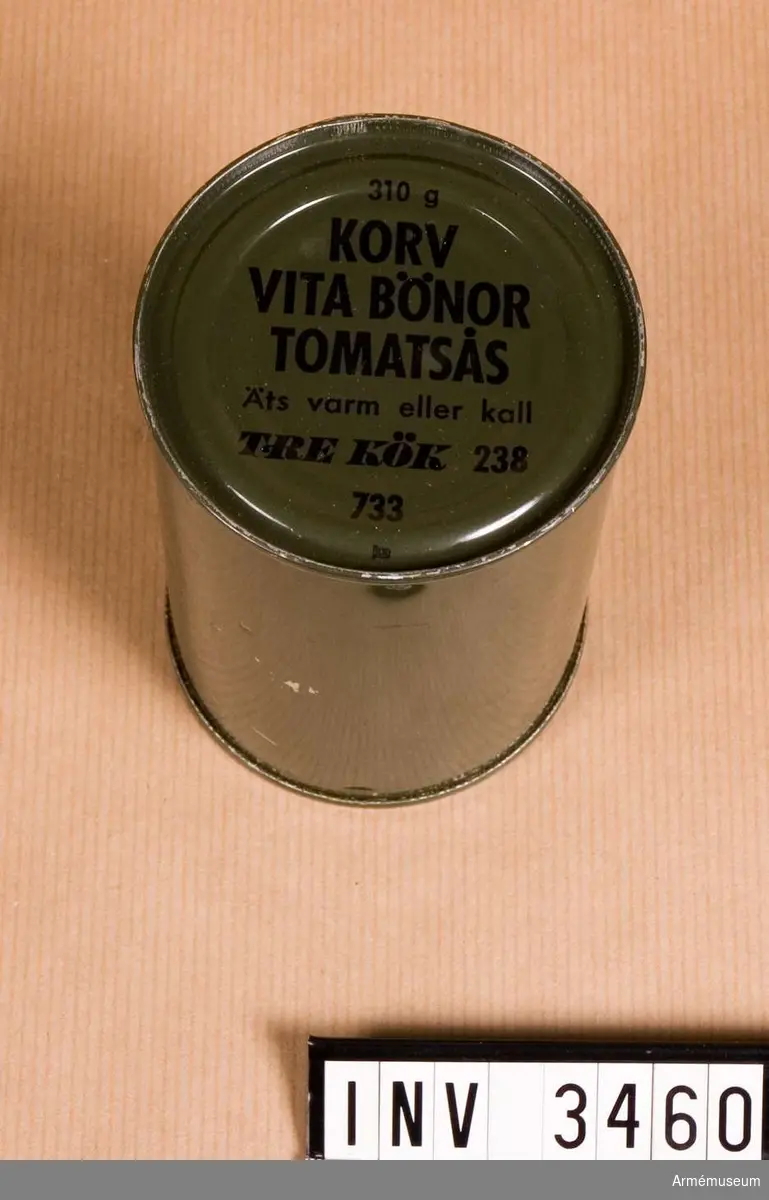 310 g
KORV
VITA BÖNOR
TOMATSÅS
Äts varm eller kall
TRE KÖK 238
733
INV 3460
Armémuseum